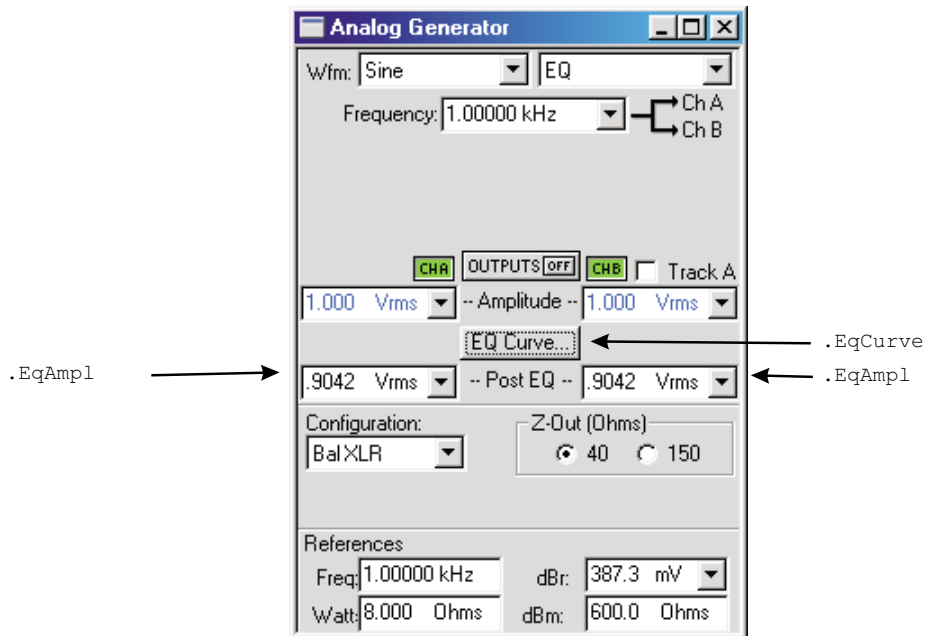 Analog Generator
Wfm: Sine EQ
Frequency: 1.00000 kHz Ch A
Ch B
CHA OUTPUTS OFF CHB Track A
1.000 Vrms -- Amplitude -- 1.000 Vrms
EQ Curve... .EqCurve
.EqAmpl .9042 Vrms -- Post EQ -- .9042 Vrms .EqAmpl
Configuration: Z-Out (Ohms)
Bal XLR 40 150
References
Freq: 1.00000 kHz dBr: 387.3 mV
Watt: 8.000 Ohms dBm: 600.0 Ohms